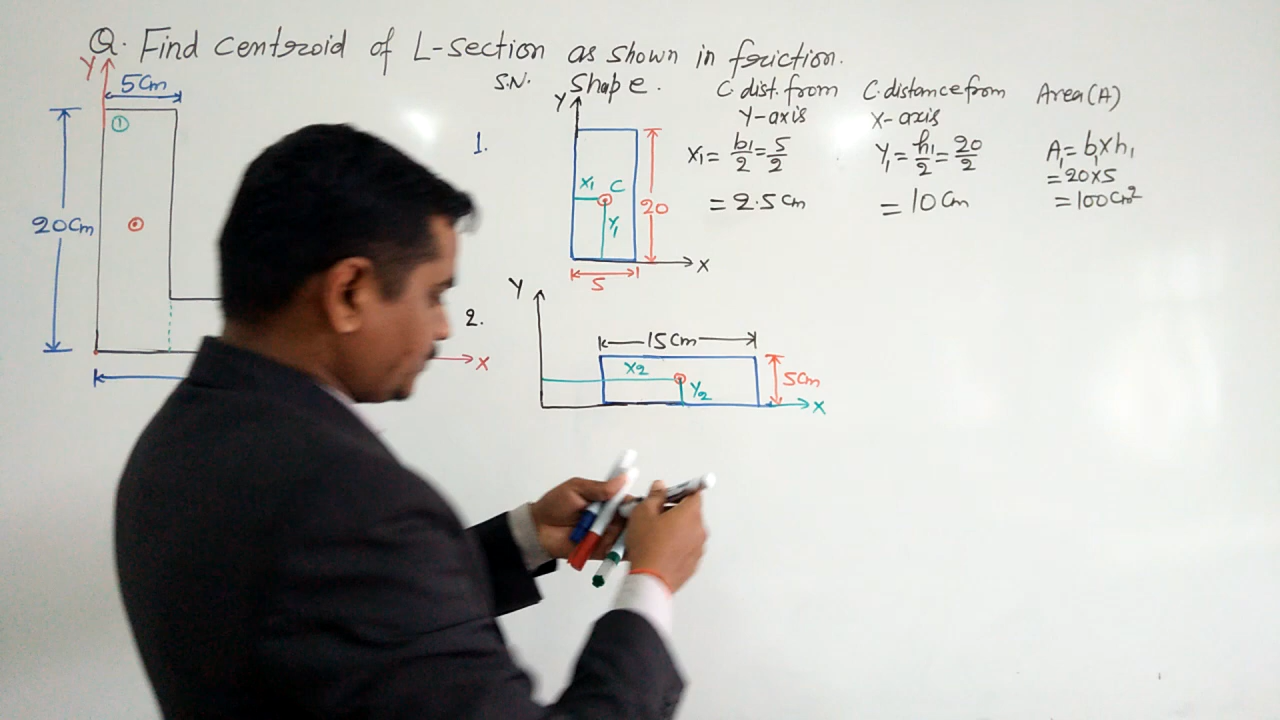 Q. Find Centroid of L-section as shown in friction.
Y
5cm
①
20cm
X
S.N. Shape. C. dist. from Y-axis C. distance from X-axis Area (A)
1.
Y
X1 C
Y1
20
5
X
X1 = b1/2 = 5/2
= 2.5 cm
Y1 = h1/2 = 20/2
= 10 cm
A1 = b1 x h1
= 20 x 5
= 100 cm²
2.
Y
15 cm
X2
Y2
5cm
X